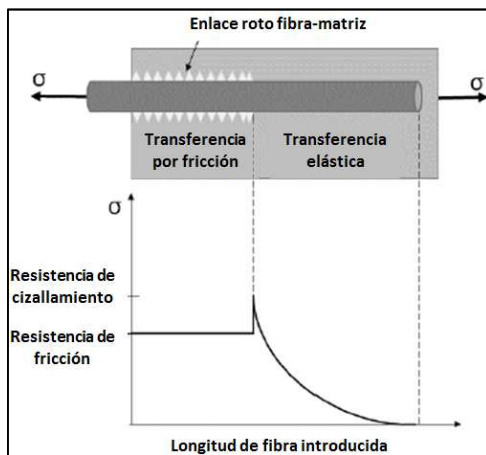 Enlace roto fibra-matriz
σ
σ
Transferencia
por fricción
Transferencia
elástica
σ
Resistencia de
cizallamiento
Resistencia de
fricción
Longitud de fibra introducida